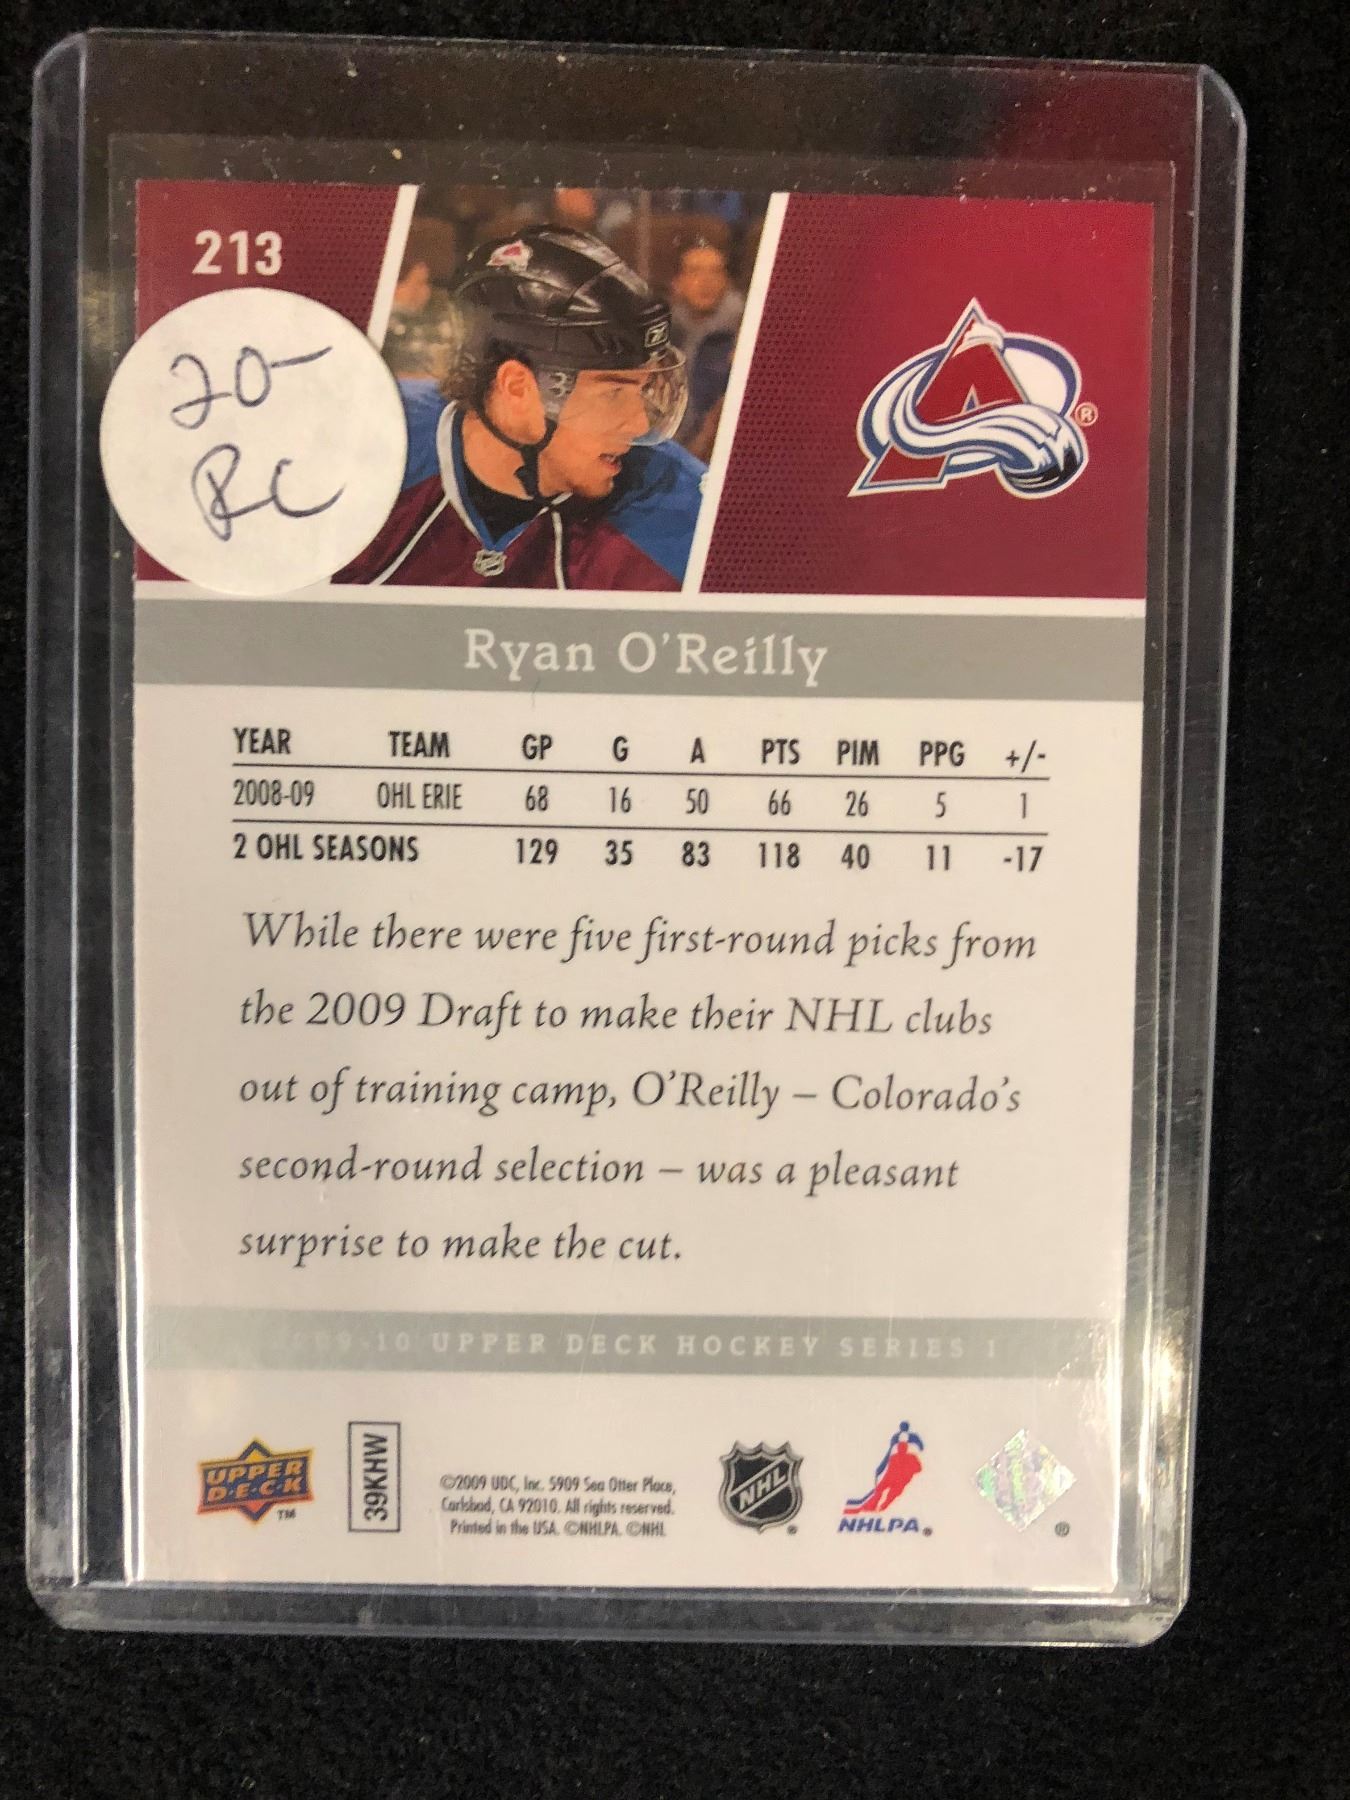 213
20-
RC
Ryan O'Reilly
YEAR TEAM GP G A PTS PIM PPG +/-
2008-09 OHL ERIE 68 16 50 66 26 5 1
2 OHL SEASONS 129 35 83 118 40 11 -17
While there were five first-round picks from
the 2009 Draft to make their NHL clubs
out of training camp, O'Reilly – Colorado's
second-round selection – was a pleasant
surprise to make the cut.
2009-10 UPPER DECK HOCKEY SERIES 1
UPPER
D·E·C·K
TM
39KHW
©2009 UDC, Inc. 5909 Sea Otter Place,
Carlsbad, CA 92010. All rights reserved.
Printed in the USA. ©NHLPA. ©NHL
NHL
NHLPA